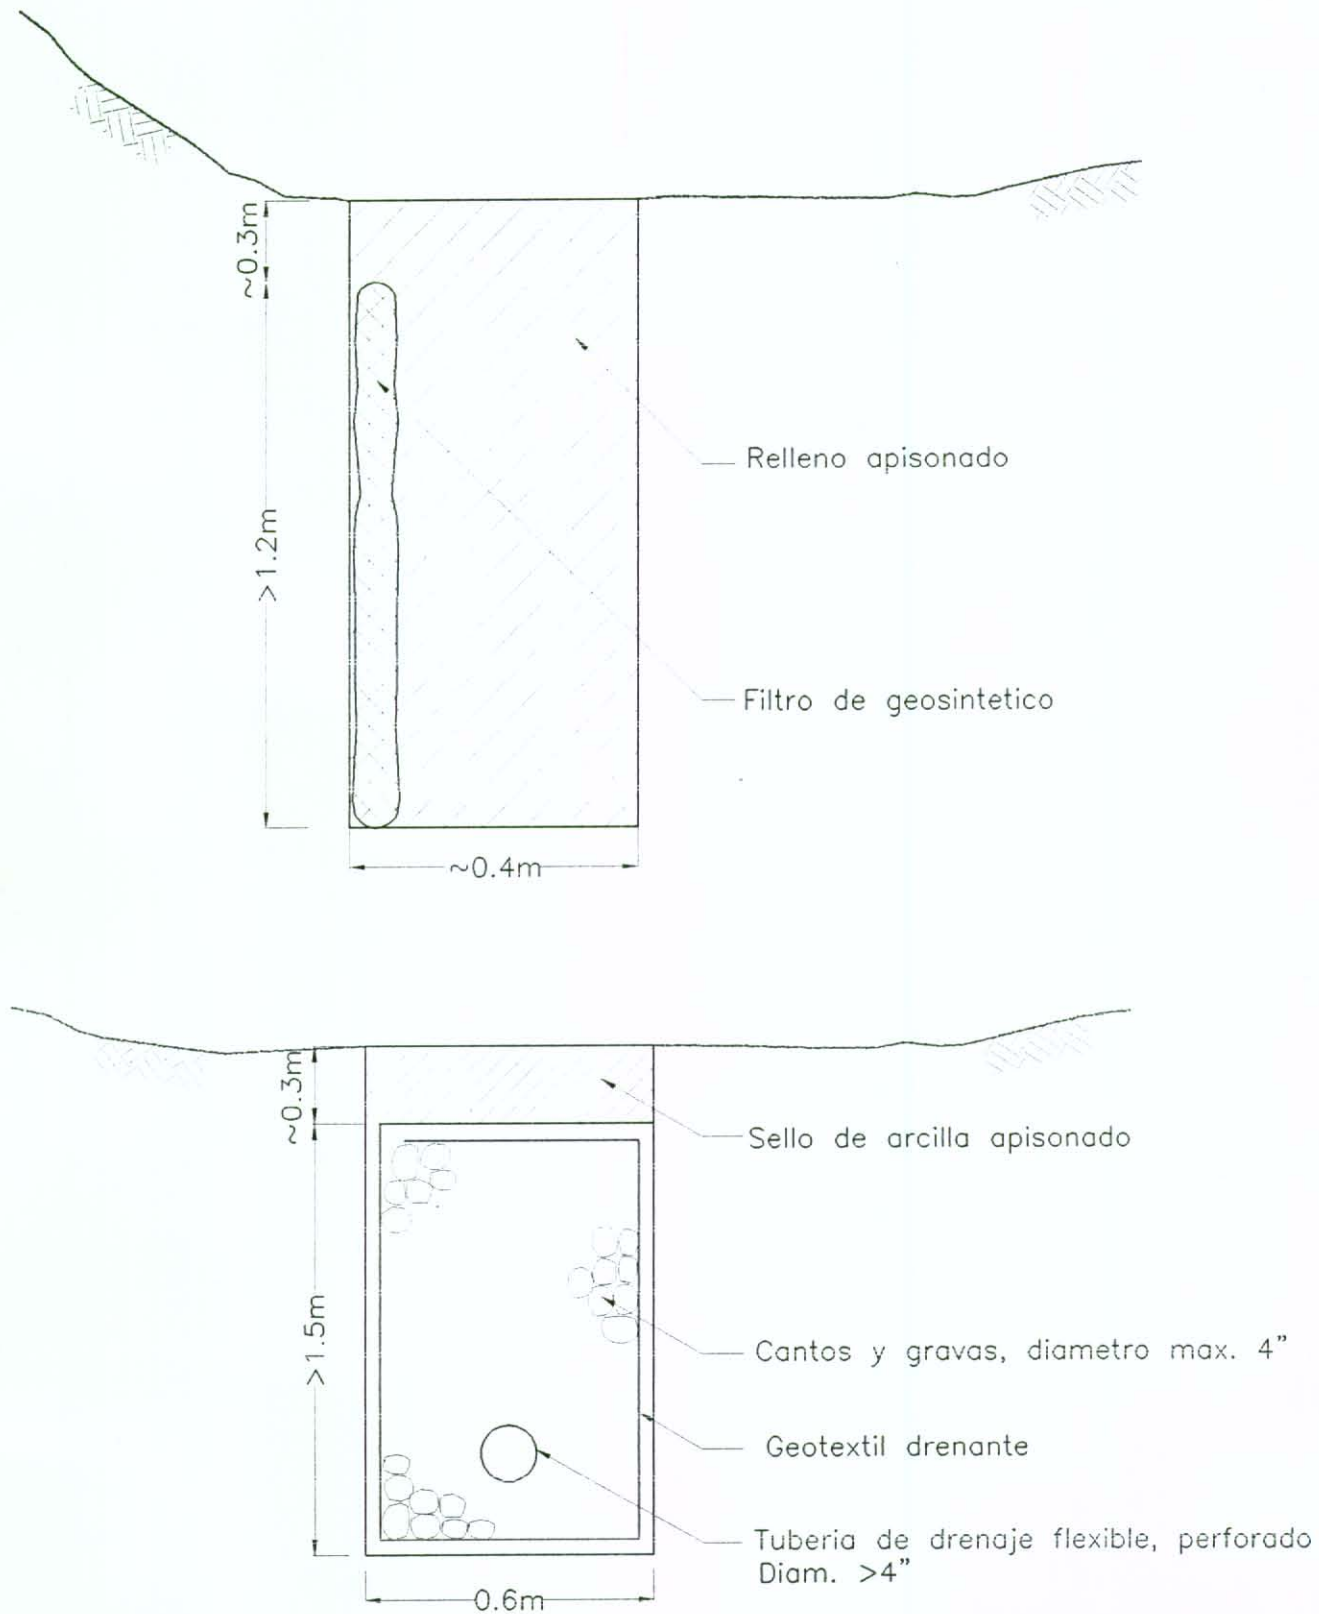 ~0.3m
>1.2m
Relleno apisonado
Filtro de geosintetico
~0.4m
~0.3m
Sello de arcilla apisonado
>1.5m
Cantos y gravas, diametro max. 4"
Geotextil drenante
Tuberia de drenaje flexible, perforado
Diam. >4"
0.6m